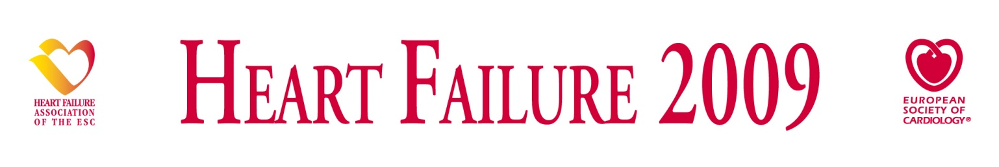 HEART FAILURE
ASSOCIATION
OF THE ESC
HEART FAILURE 2009
EUROPEAN
SOCIETY OF
CARDIOLOGY®